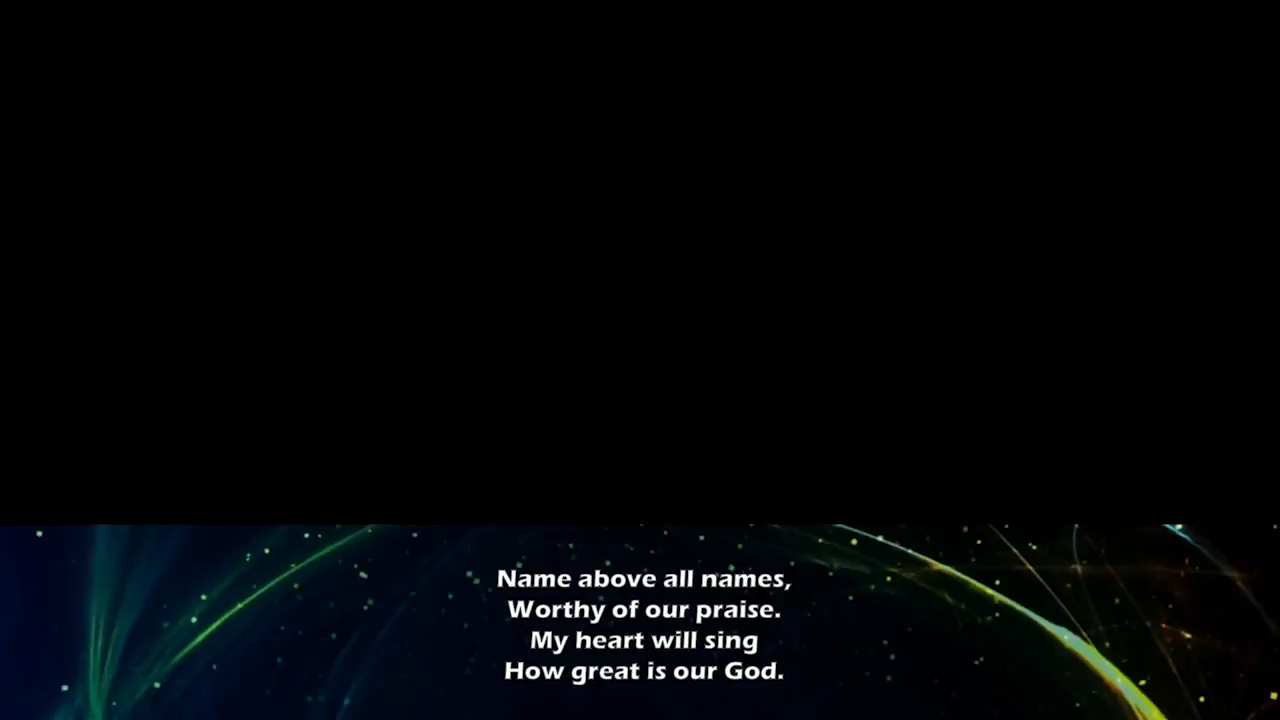 Name above all names,
Worthy of our praise.
My heart will sing
How great is our God.